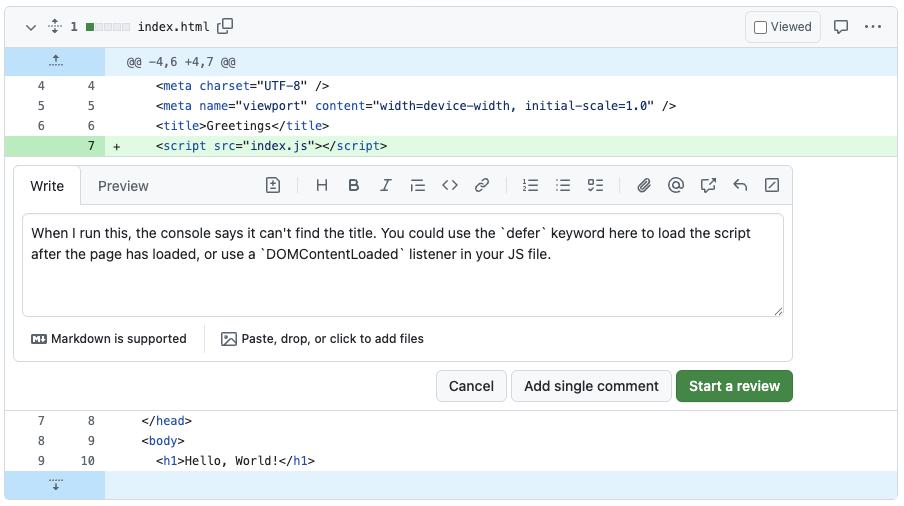 1 index.html Viewed
@@ -4,6 +4,7 @@
4 4 <meta charset="UTF-8" />
5 5 <meta name="viewport" content="width=device-width, initial-scale=1.0" />
6 6 <title>Greetings</title>
7 + <script src="index.js"></script>
Write Preview
When I run this, the console says it can't find the title. You could use the `defer` keyword here to load the script
after the page has loaded, or use a `DOMContentLoaded` listener in your JS file.
Markdown is supported Paste, drop, or click to add files
Cancel Add single comment Start a review
7 8 </head>
8 9 <body>
9 10 <h1>Hello, World!</h1>